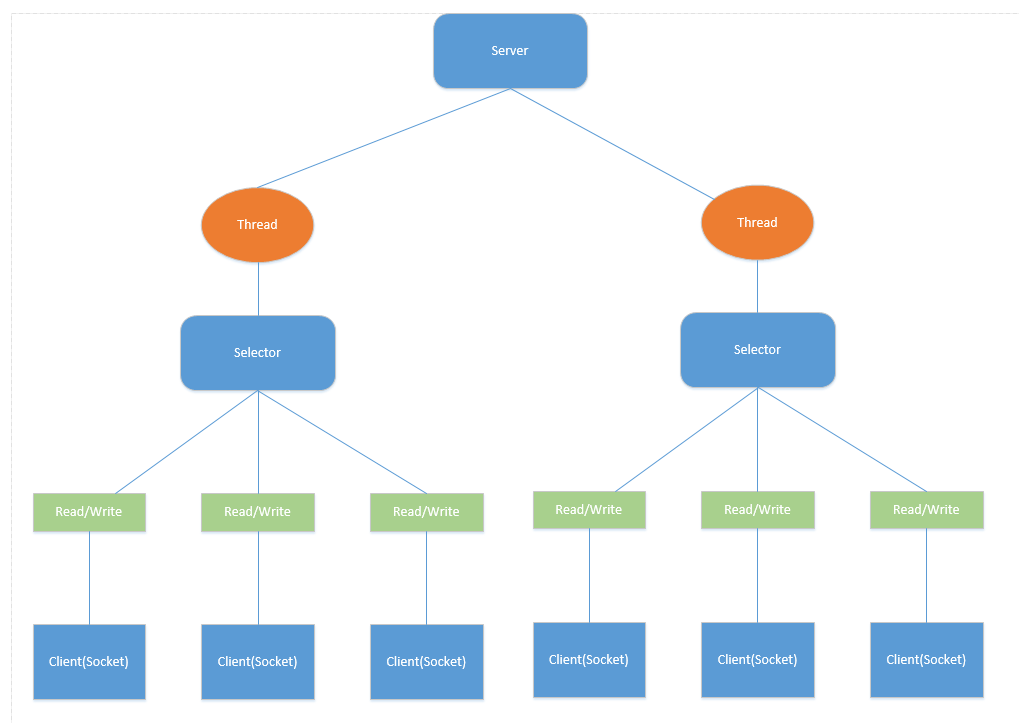 Server
Thread
Thread
Selector
Selector
Read/Write
Read/Write
Read/Write
Read/Write
Read/Write
Read/Write
Client(Socket)
Client(Socket)
Client(Socket)
Client(Socket)
Client(Socket)
Client(Socket)